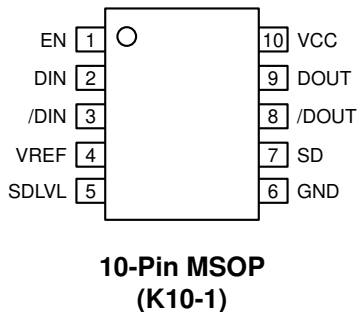 EN 1 10 VCC
DIN 2 9 DOUT
/DIN 3 8 /DOUT
VREF 4 7 SD
SDLVL 5 6 GND
10-Pin MSOP
(K10-1)